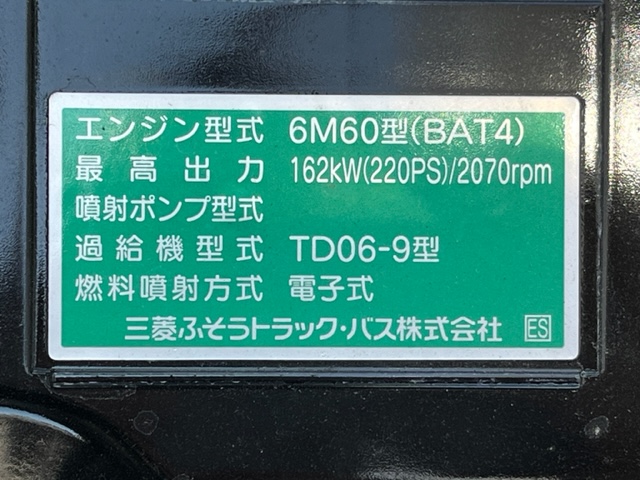 エンジン型式 6M60型(BAT4)
最高出力 162kW(220PS)/2070rpm
噴射ポンプ型式
過給機型式 TD06-9型
燃料噴射方式 電子式
三菱ふそうトラック・バス株式会社 ES